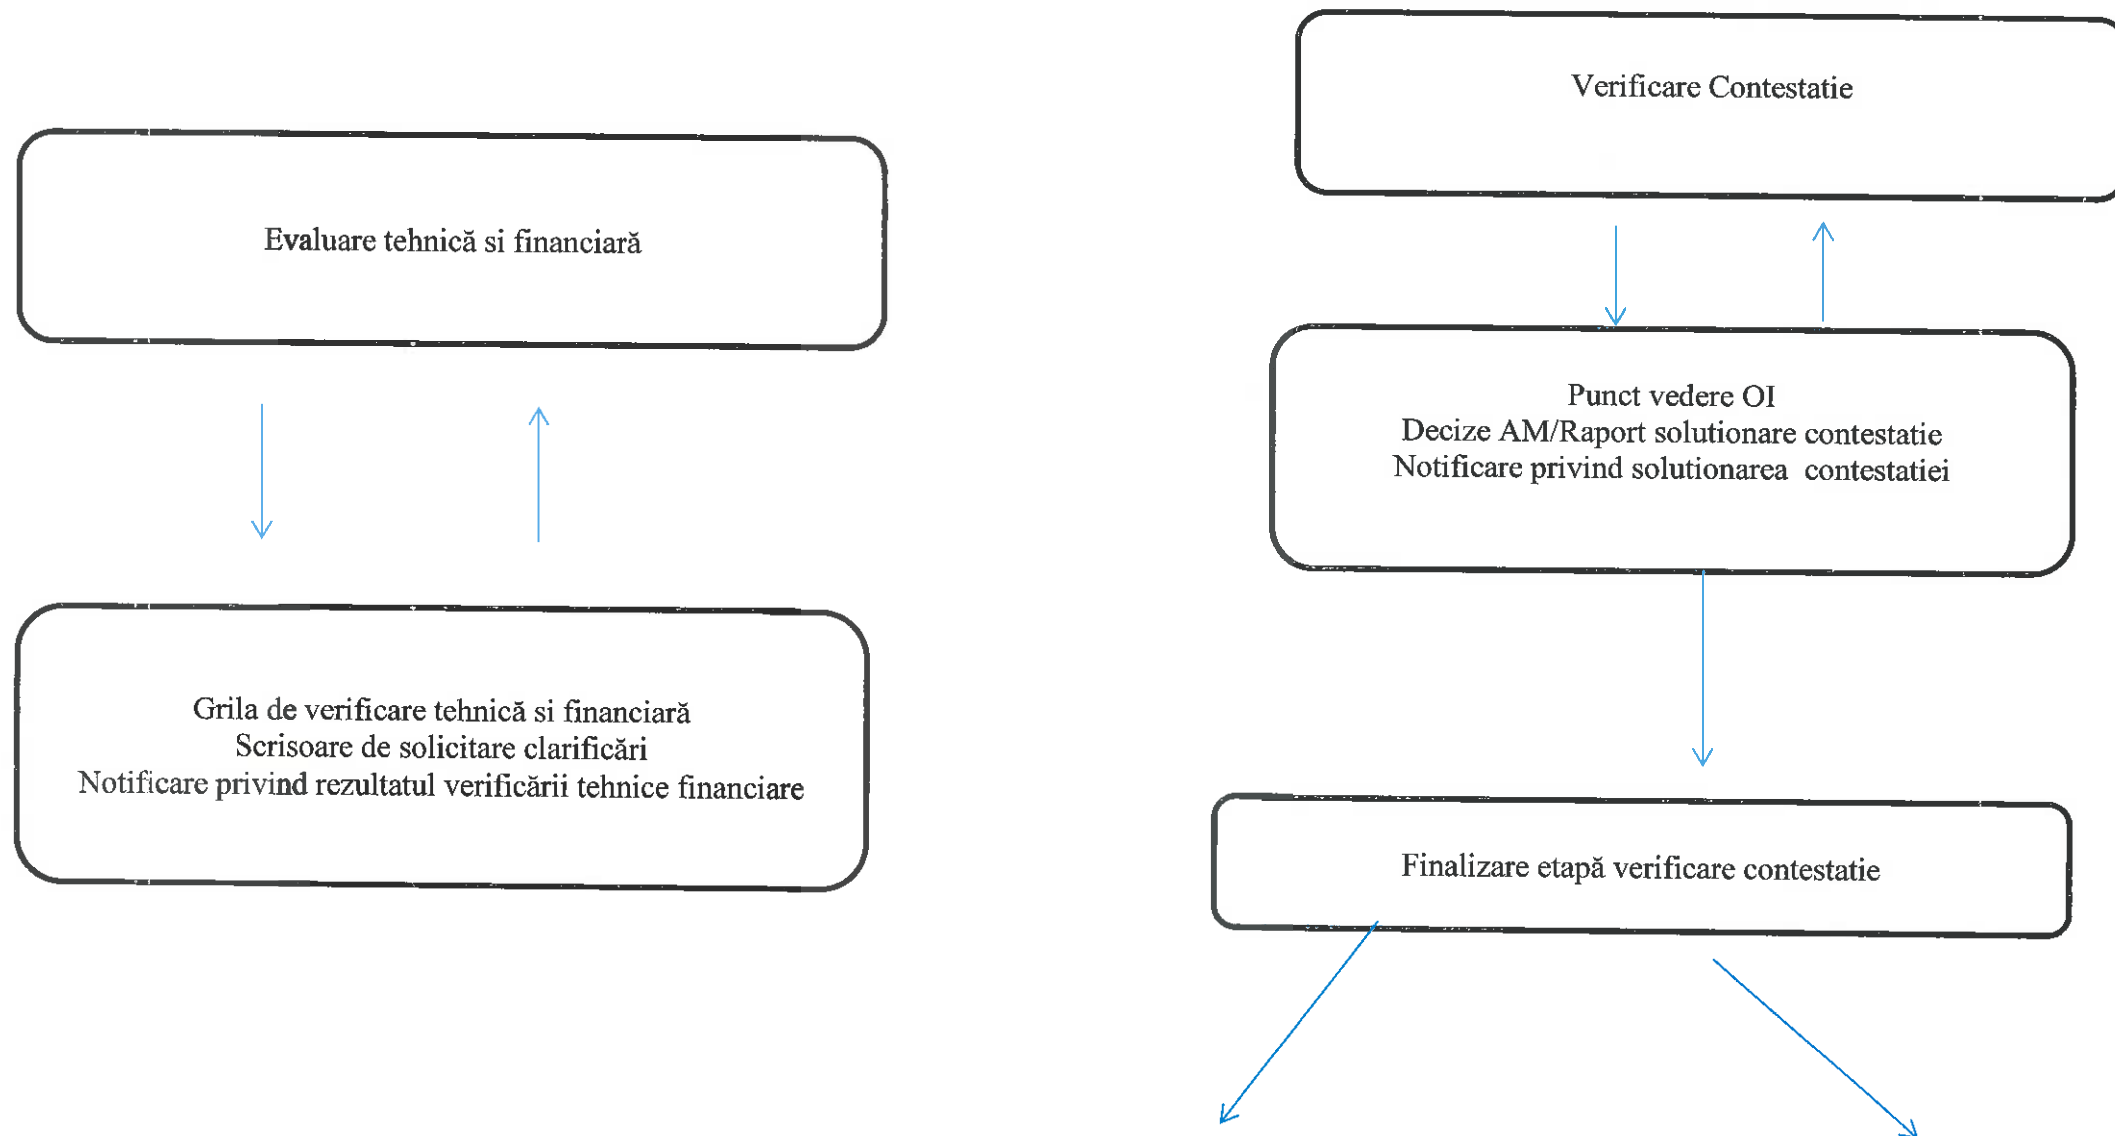 Evaluare tehnică si financiară
Grila de verificare tehnică si financiară
Scrisoare de solicitare clarificări
Notificare privind rezultatul verificării tehnice financiare
Verificare Contestatie
Punct vedere OI
Decize AM/Raport solutionare contestatie
Notificare privind solutionarea contestatiei
Finalizare etapă verificare contestatie